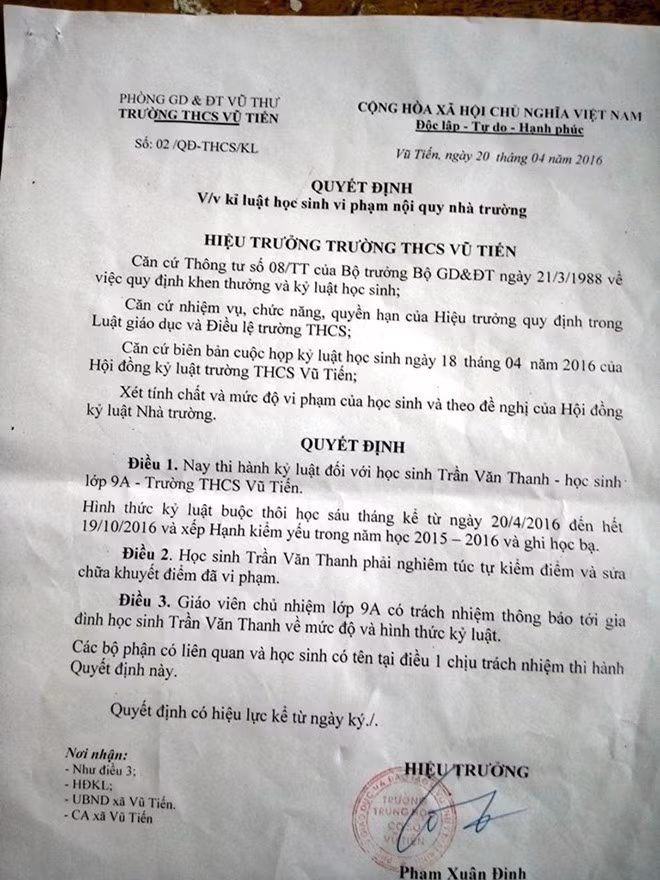 PHÒNG GD & ĐT VŨ THƯ
TRƯỜNG THCS VŨ TIẾN
Số: 02 /QĐ-THCS/KL
CỘNG HÒA XÃ HỘI CHỦ NGHĨA VIỆT NAM
Độc lập - Tự do - Hạnh phúc
Vũ Tiến, ngày 20 tháng 04 năm 2016
QUYẾT ĐỊNH
V/v kỉ luật học sinh vi phạm nội quy nhà trường
HIỆU TRƯỞNG TRƯỜNG THCS VŨ TIẾN
Căn cứ Thông tư số 08/TT của Bộ trưởng Bộ GD&ĐT ngày 21/3/1988 về
việc quy định khen thưởng và kỷ luật học sinh;
Căn cứ nhiệm vụ, chức năng, quyền hạn của Hiệu trưởng quy định trong
Luật giáo dục và Điều lệ trường THCS;
Căn cứ biên bản cuộc họp kỷ luật học sinh ngày 18 tháng 04 năm 2016 của
Hội đồng kỷ luật trường THCS Vũ Tiến;
Xét tính chất và mức độ vi phạm của học sinh và theo đề nghị của Hội đồng
kỷ luật Nhà trường.
QUYẾT ĐỊNH
Điều 1. Nay thi hành kỷ luật đối với học sinh Trần Văn Thanh - học sinh
lớp 9A - Trường THCS Vũ Tiến.
Hình thức kỷ luật buộc thôi học sáu tháng kể từ ngày 20/4/2016 đến hết
19/10/2016 và xếp Hạnh kiểm yếu trong năm học 2015 – 2016 và ghi học bạ.
Điều 2. Học sinh Trần Văn Thanh phải nghiêm túc tự kiểm điểm và sửa
chữa khuyết điểm đã vi phạm.
Điều 3. Giáo viên chủ nhiệm lớp 9A có trách nhiệm thông báo tới gia
đình học sinh Trần Văn Thanh về mức độ và hình thức kỷ luật.
Các bộ phận có liên quan và học sinh có tên tại điều 1 chịu trách nhiệm thi hành
Quyết định này.
Quyết định có hiệu lực kể từ ngày ký./.
Nơi nhận:
- Như điều 3;
- HĐKL;
- UBND xã Vũ Tiến.
- CA xã Vũ Tiến
HIỆU TRƯỞNG
TRƯỜNG
TRUNG HỌC
CƠ SỞ
VŨ TIẾN
Phạm Xuân Định